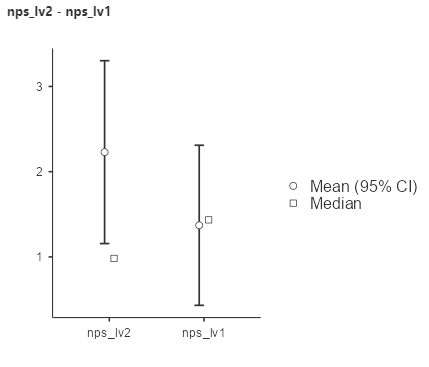 nps_lv2 - nps_lv1
3
2
1
nps_lv2
nps_lv1
Mean (95% CI)
Median